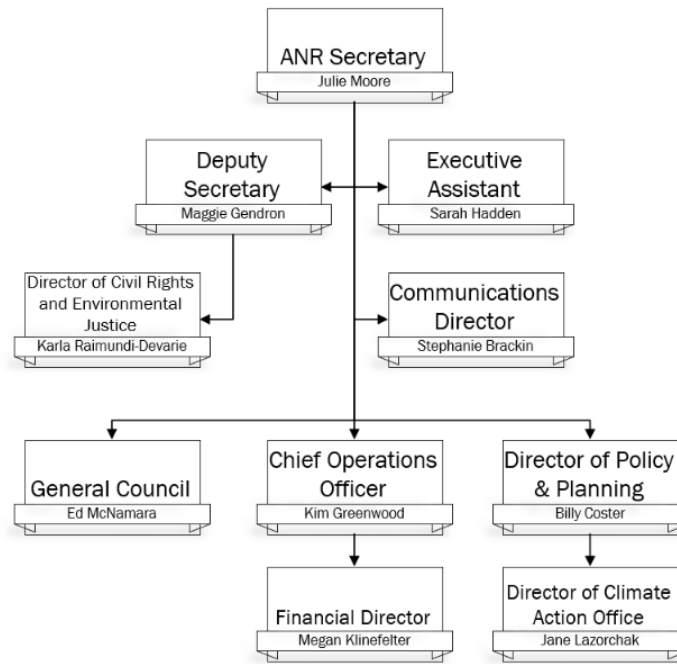 ANR Secretary
Julie Moore
Deputy
Secretary
Maggie Gendron
Executive
Assistant
Sarah Hadden
Director of Civil Rights
and Environmental
Justice
Karla Raimundi-Devarie
Communications
Director
Stephanie Brackin
General Council
Ed McNamara
Chief Operations
Officer
Kim Greenwood
Director of Policy
& Planning
Billy Coster
Financial Director
Megan Klinefelter
Director of Climate
Action Office
Jane Lazorchak